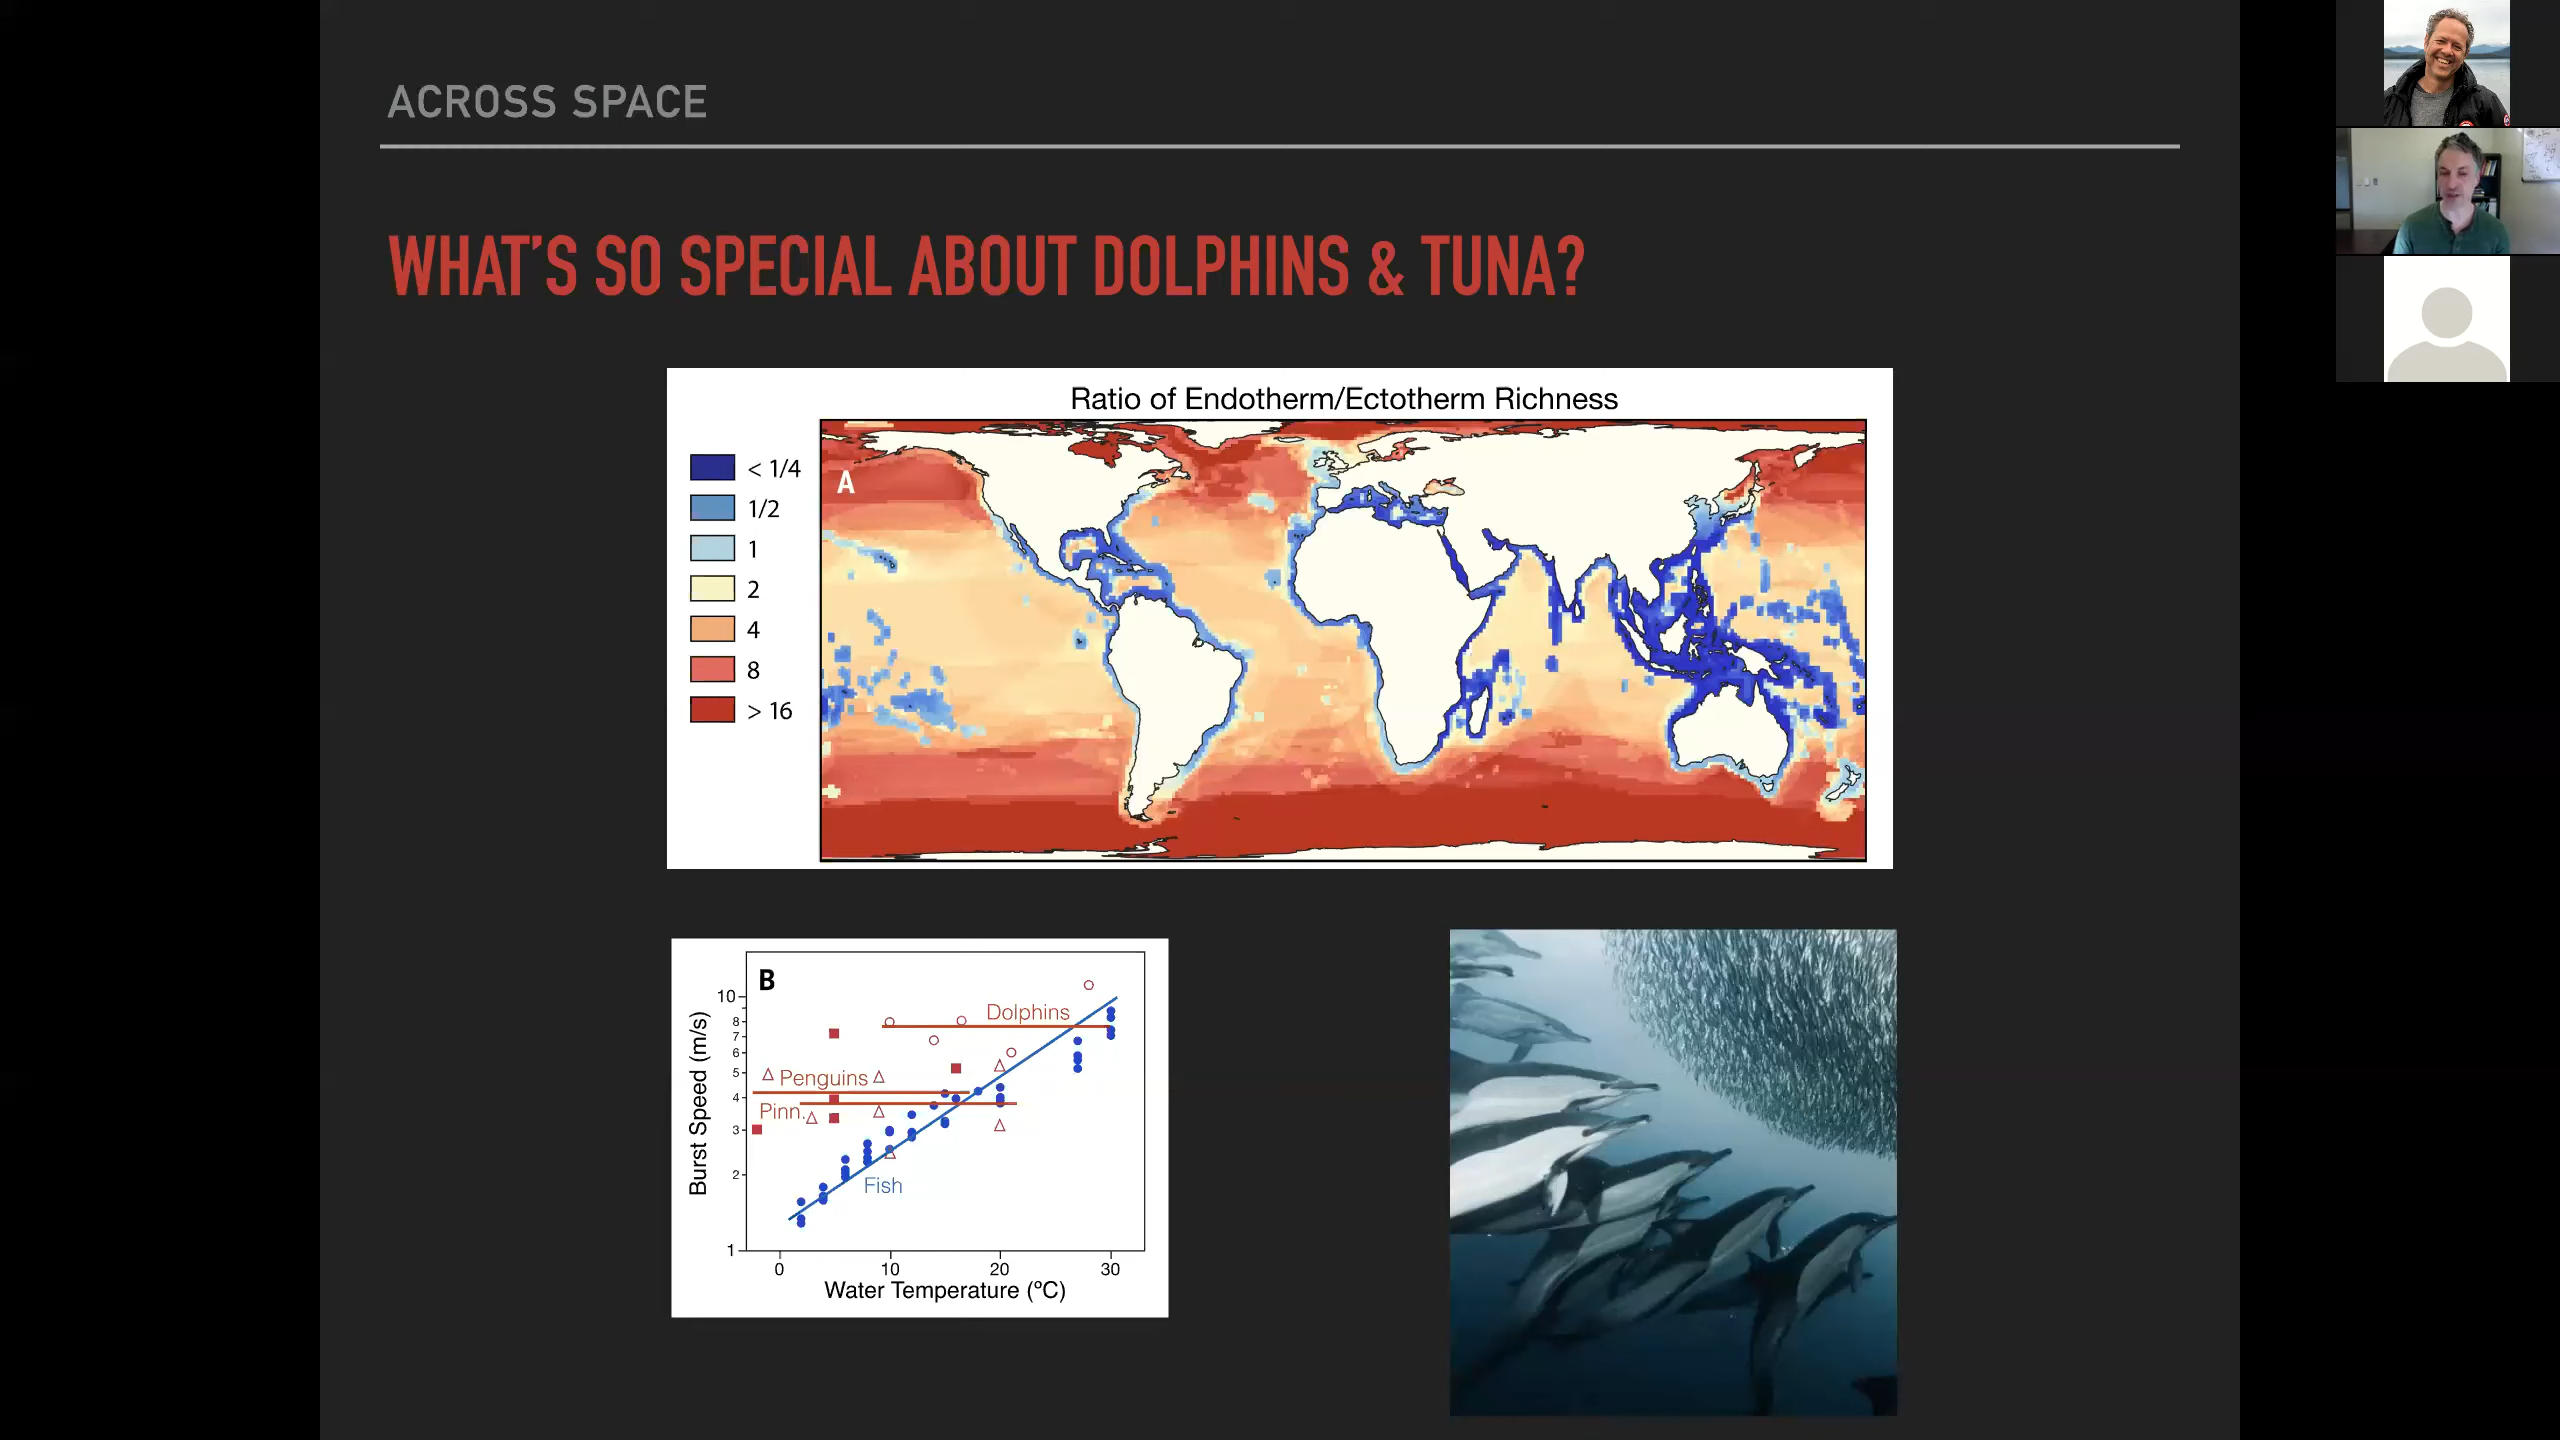 ACROSS SPACE
WHAT'S SO SPECIAL ABOUT DOLPHINS & TUNA?
Ratio of Endotherm/Ectotherm Richness
A
< 1/4
1/2
1
2
4
8
> 16
B
Burst Speed (m/s)
10
8
7
6
5
4
3
2
1
Dolphins
Penguins
Pinn.
Fish
0 10 20 30
Water Temperature (ºC)